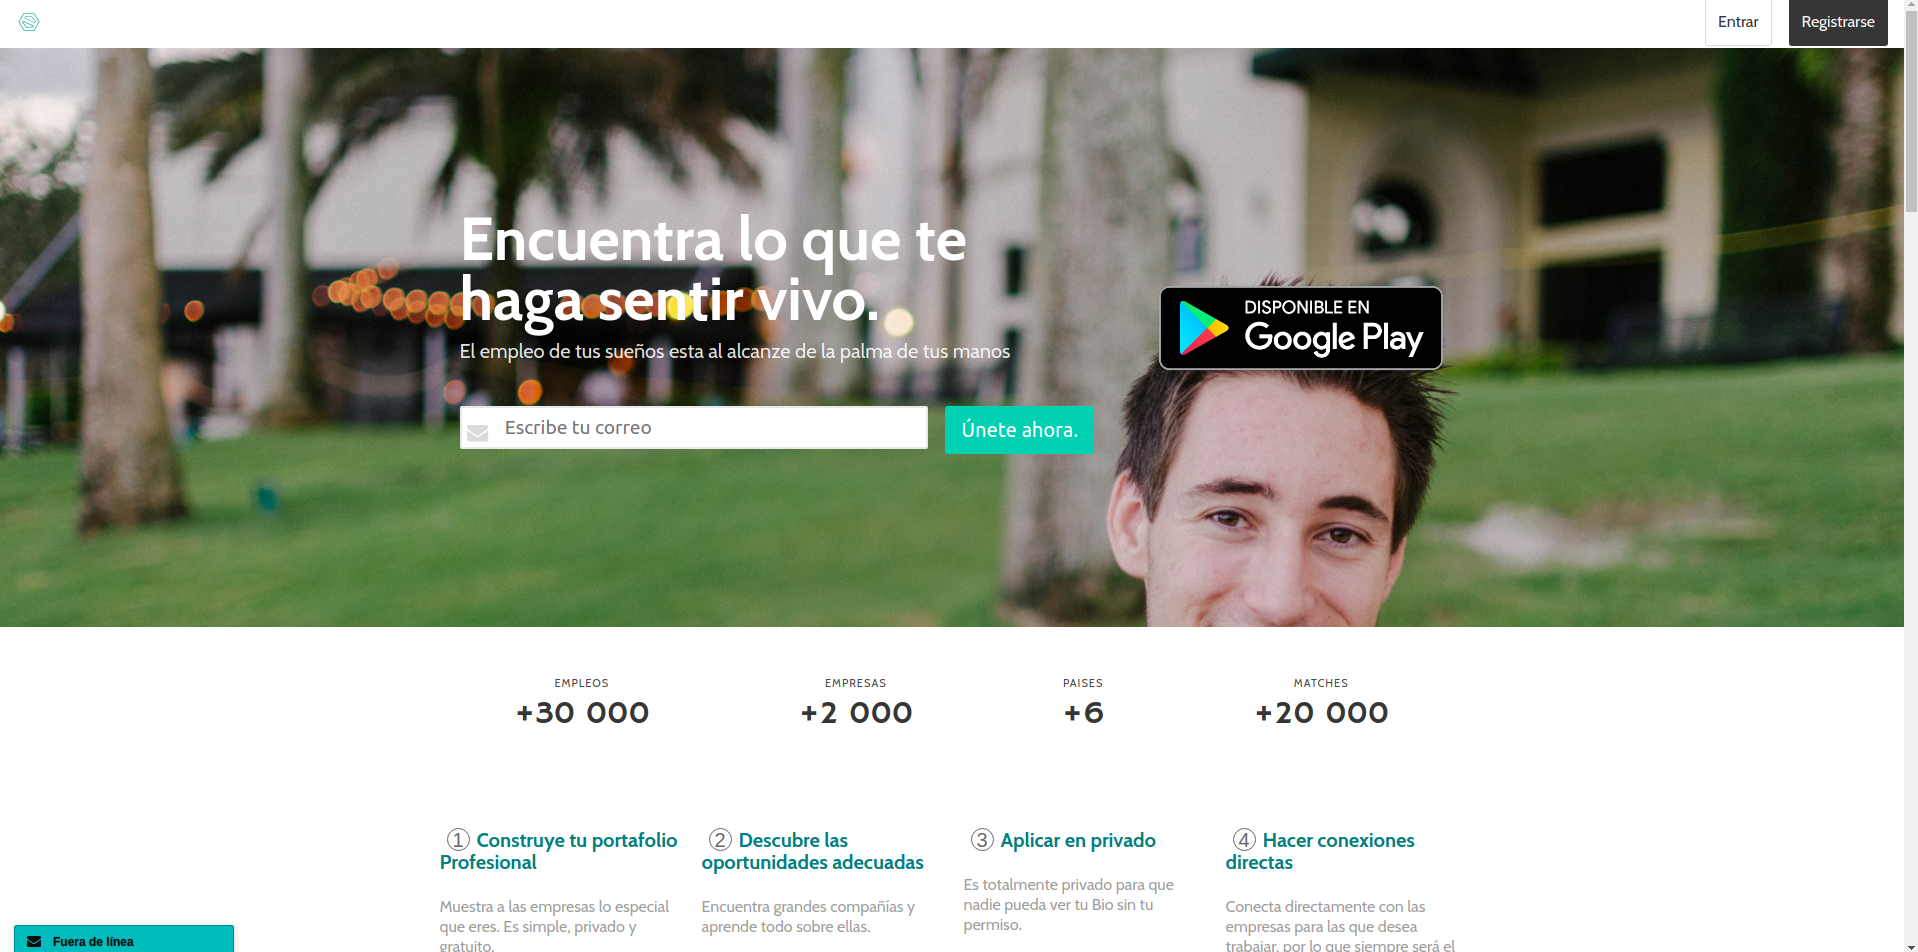 Entrar
Registrarse
Encuentra lo que te
haga sentir vivo.
El empleo de tus sueños esta al alcanze de la palma de tus manos
Escribe tu correo
Únete ahora.
DISPONIBLE EN
Google Play
EMPLEOS
+30 000
EMPRESAS
+2 000
PAISES
+6
MATCHES
+20 000
1 Construye tu portafolio
Profesional
Muestra a las empresas lo especial
que eres. Es simple, privado y
gratuito.
2 Descubre las
oportunidades adecuadas
Encuentra grandes compañías y
aprende todo sobre ellas.
3 Aplicar en privado
Es totalmente privado para que
nadie pueda ver tu Bio sin tu
permiso.
4 Hacer conexiones
directas
Conecta directamente con las
empresas para las que desea
trabajar, por lo que siempre será el
Fuera de línea